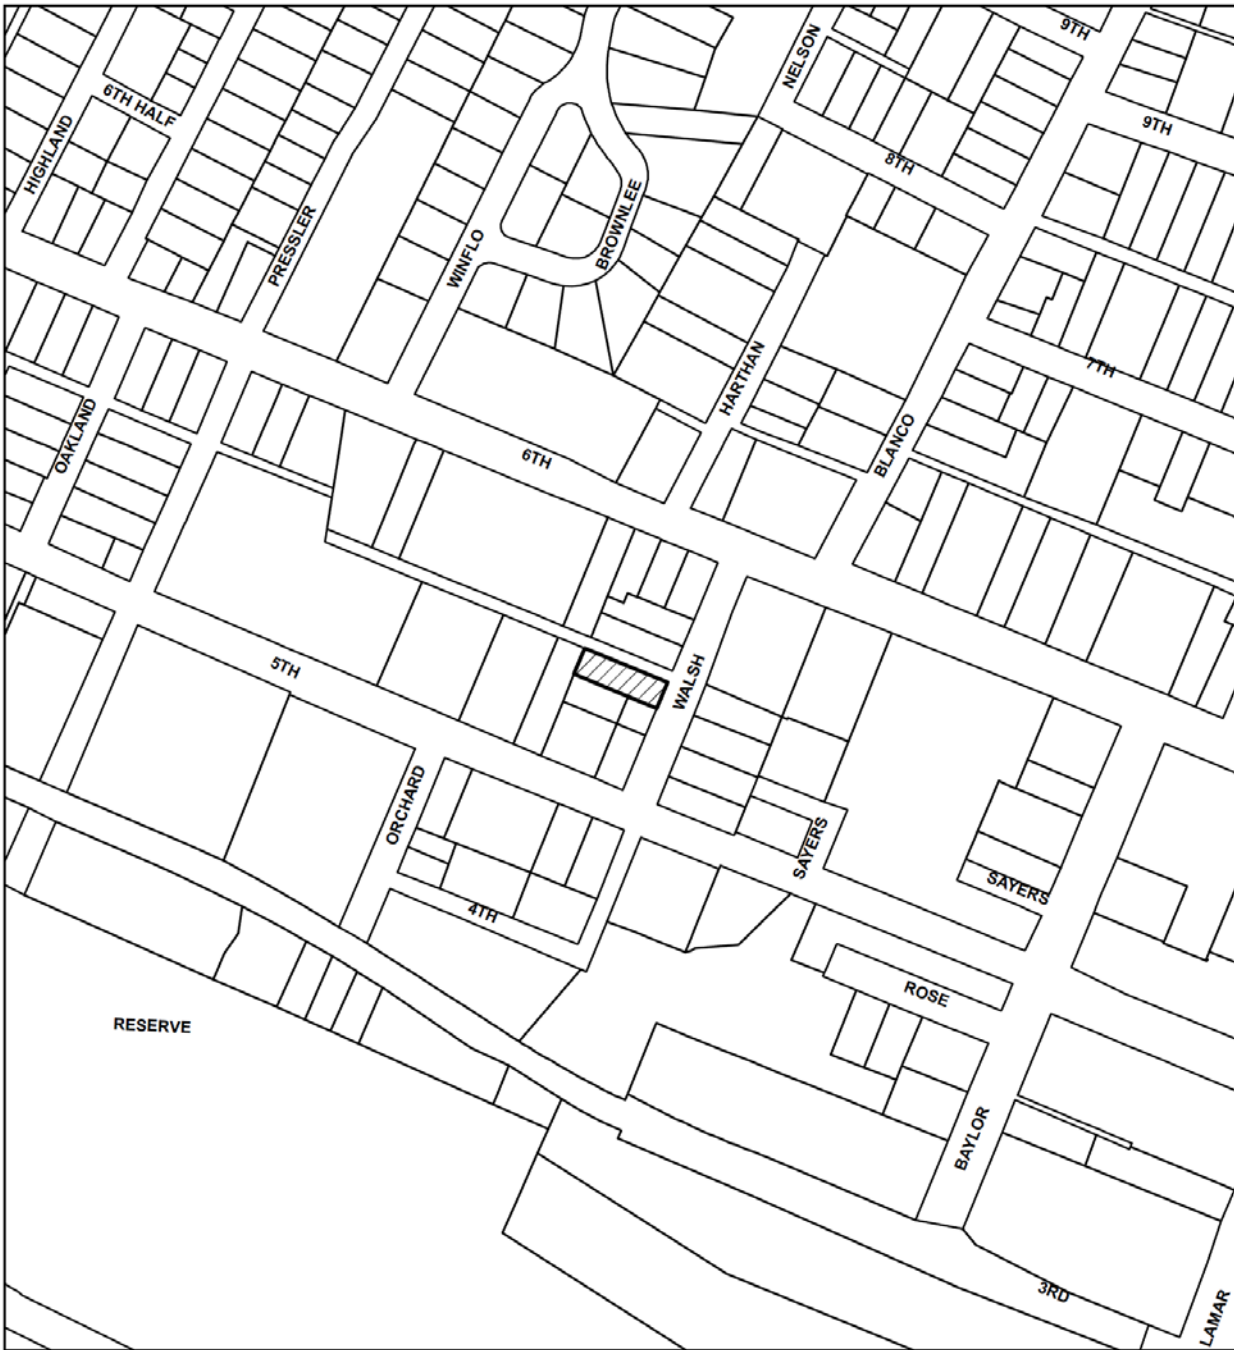 9TH
NELSON
6TH HALF
9TH
HIGHLAND
8TH
BROWNLEE
PRESSLER
WINFLO
7TH
HARTHAN
OAKLAND
BLANCO
6TH
5TH
WALSH
ORCHARD
SAYERS
SAYERS
4TH
ROSE
RESERVE
BAYLOR
3RD
LAMAR